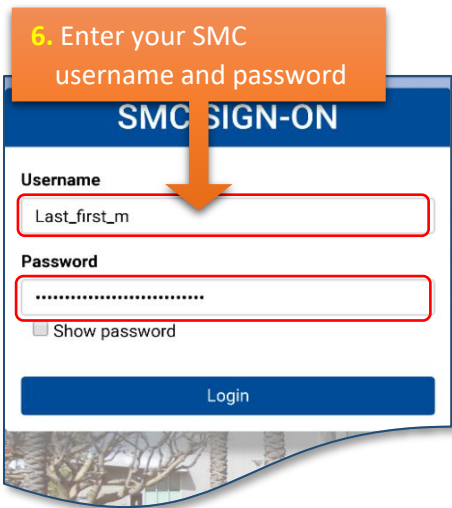 6. Enter your SMC
username and password
SMC SIGN-ON
Username
Last_first_m
Password
••••••••••••••••••••••••••••
Show password
Login